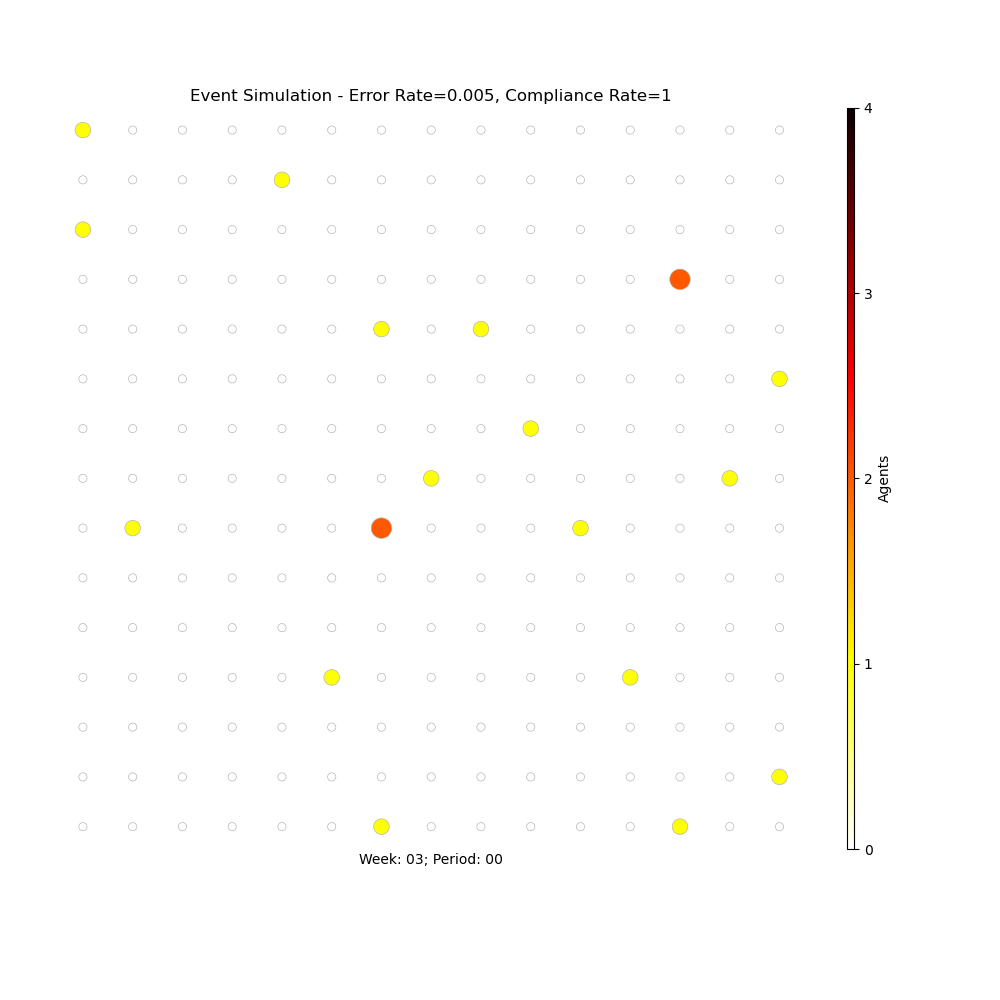 Event Simulation - Error Rate=0.005, Compliance Rate=1
4
3
2
1
0
Agents
Week: 03; Period: 00